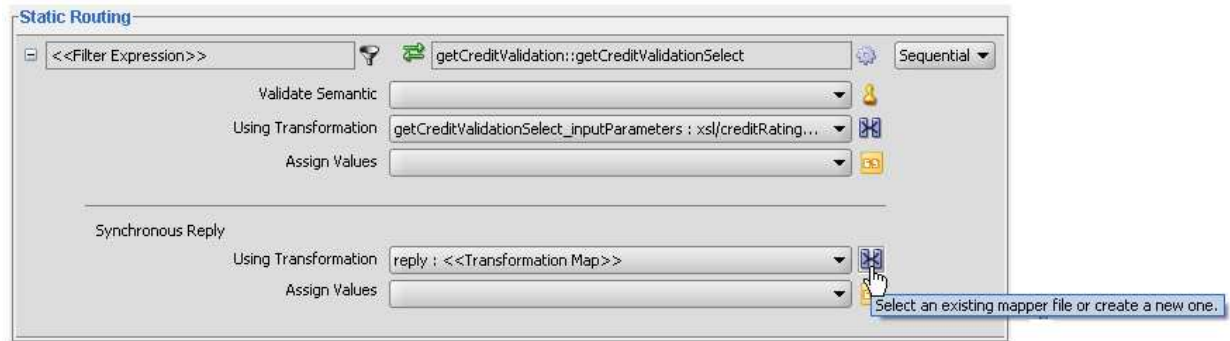 Static Routing
<<Filter Expression>> getCreditValidation::getCreditValidationSelect Sequential
Validate Semantic
Using Transformation getCreditValidationSelect_inputParameters : xsl/creditRating...
Assign Values
Synchronous Reply
Using Transformation reply : <<Transformation Map>>
Assign Values
Select an existing mapper file or create a new one.